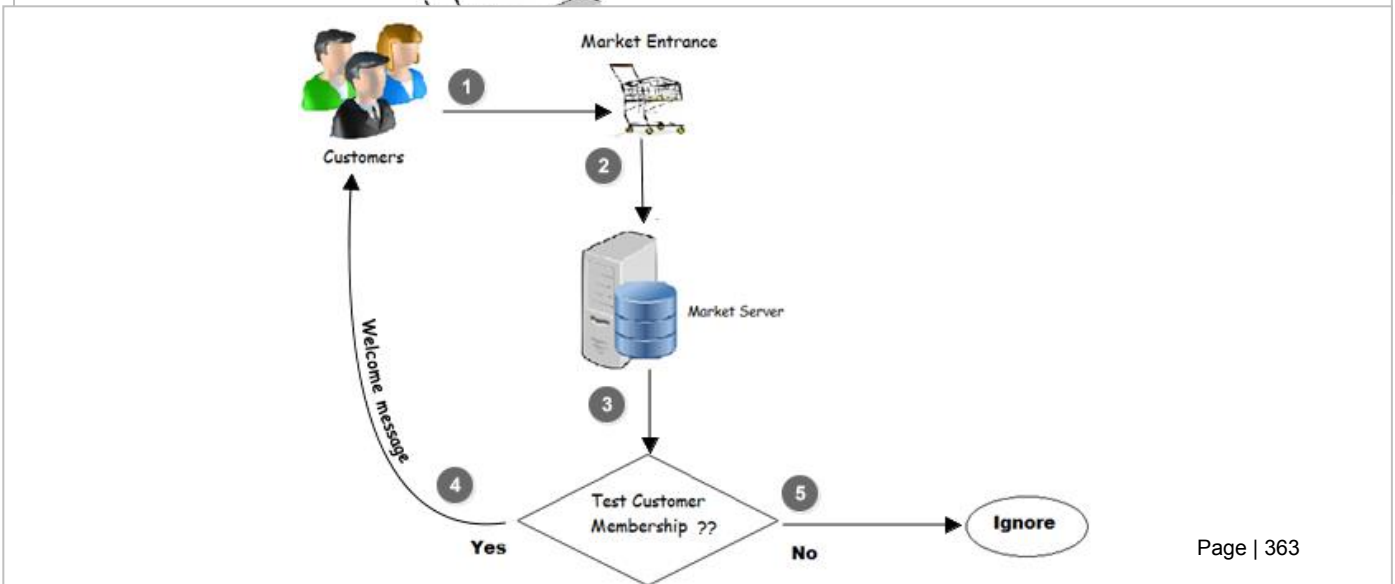 Market Entrance
1
Customers
2
Market Server
Welcome message
3
4
Test Customer
Membership ??
5
Ignore
Yes
No
Page | 363